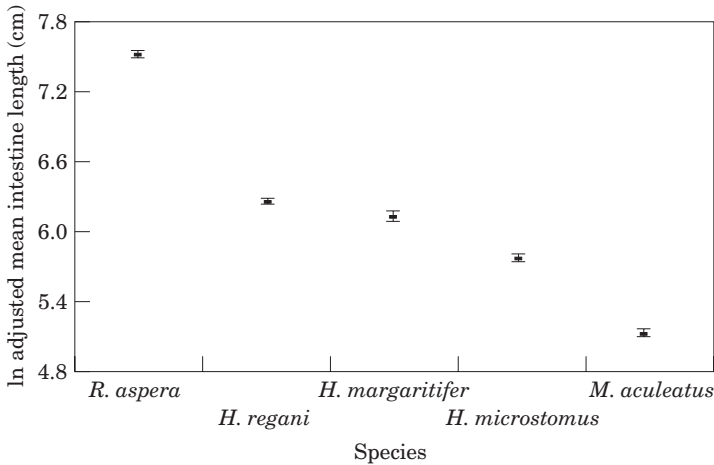 ln adjusted mean intestine length (cm)
7.8
7.2
6.6
6.0
5.4
4.8
R. aspera
H. regani
H. margaritifer
H. microstomus
M. aculeatus
Species